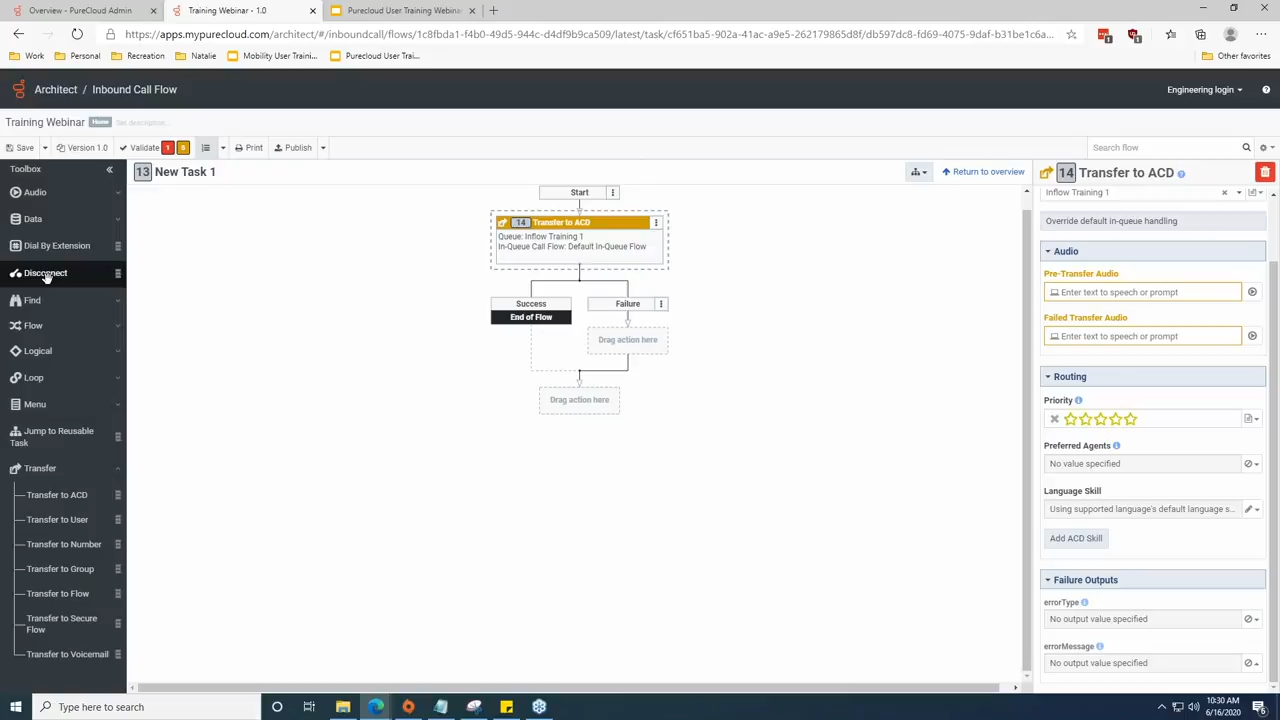 Overview - PureCloud Admin
Training Webinar - 1.0
Purecloud User Training Webinar
https://apps.mypurecloud.com/architect/#/inboundcall/flows/1c8fbda1-f4b0-49d5-944c-d4df9b9ca509/latest/task/cf651ba5-902a-41ac-a9e5-262179865d8f/db597dc8-fd69-4075-9daf-b31be1c6a...
Work
Personal
Recreation
Variable
Mobility User Traini...
Purecloud User Trai...
Other favorites
Architect / Inbound Call Flow
Engineering login
Training Webinar Home Set description...
Save
Version 1.0
Validate 1 5
Print
Publish
Search flow
Toolbox
Audio
Data
Dial By Extension
Disconnect
Find
Flow
Logical
Loop
Menu
Jump to Reusable
Task
Transfer
Transfer to ACD
Transfer to User
Transfer to Number
Transfer to Group
Transfer to Flow
Transfer to Secure
Flow
Transfer to Voicemail
13 New Task 1
Return to overview
Start
14 Transfer to ACD
Queue: Inflow Training 1
In-Queue Call Flow: Default In-Queue Flow
Success
Failure
End of Flow
Drag action here
Drag action here
14 Transfer to ACD
Inflow Training 1
Override default in-queue handling
Audio
Pre-Transfer Audio
Enter text to speech or prompt
Failed Transfer Audio
Enter text to speech or prompt
Routing
Priority
Preferred Agents
No value specified
Language Skill
Using supported language's default language s...
Add ACD Skill
Failure Outputs
errorType
No output value specified
errorMessage
No output value specified
Type here to search
10:30 AM
6/16/2020